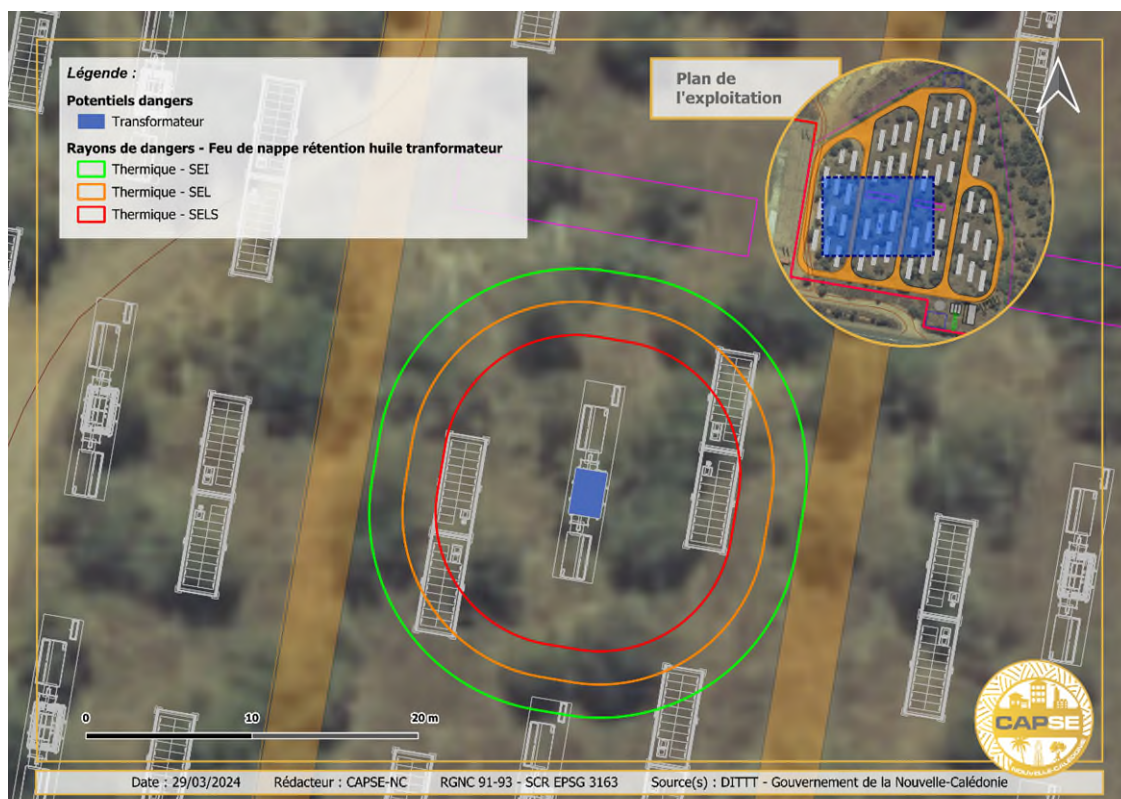 Légende :
Potentiels dangers
Transformateur
Rayons de dangers - Feu de nappe rétention huile tranformateur
Thermique - SEI
Thermique - SEL
Thermique - SELS
Plan de
l'exploitation
0 10 20 m
CAPSE
NOUVELLE-CALÉDONIE
Date : 29/03/2024 Rédacteur : CAPSE-NC RGNC 91-93 - SCR EPSG 3163 Source(s) : DITTT - Gouvernement de la Nouvelle-Calédonie